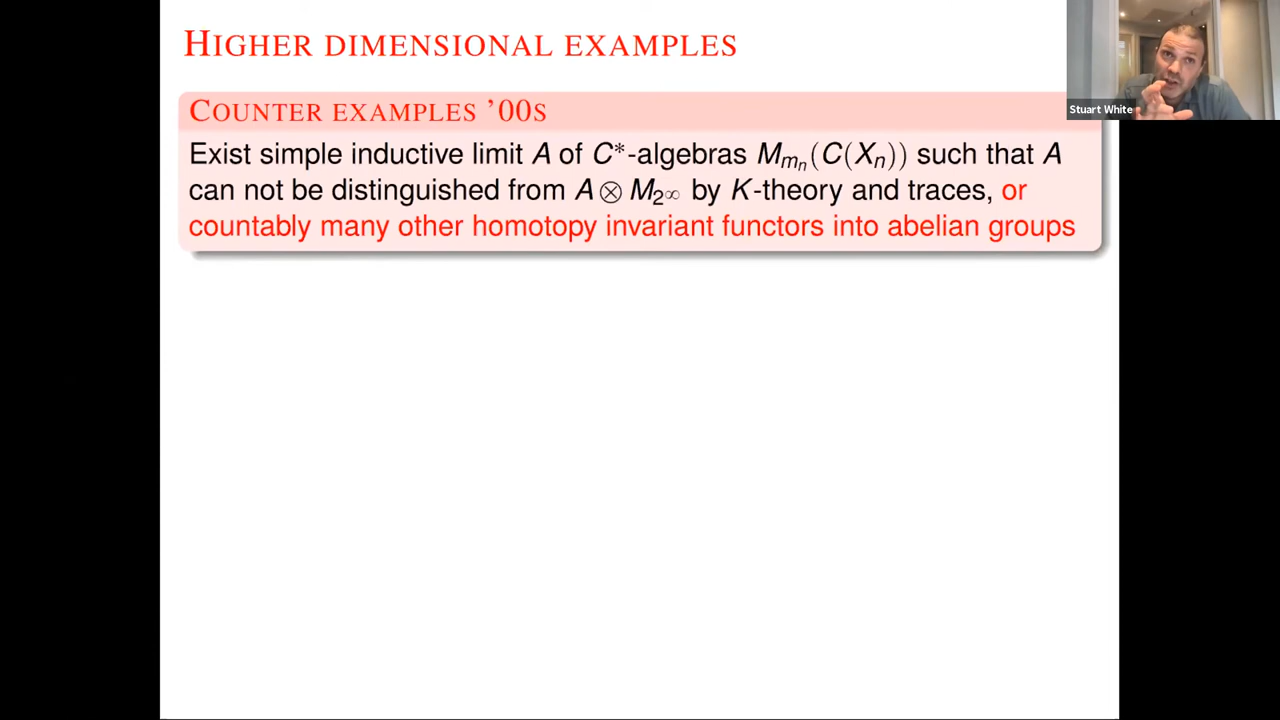 HIGHER DIMENSIONAL EXAMPLES
Stuart White
COUNTER EXAMPLES '00S
Exist simple inductive limit A of C*-algebras M_{m_n}(C(X_n)) such that A
can not be distinguished from A ⊗ M_{2^∞} by K-theory and traces, or
countably many other homotopy invariant functors into abelian groups